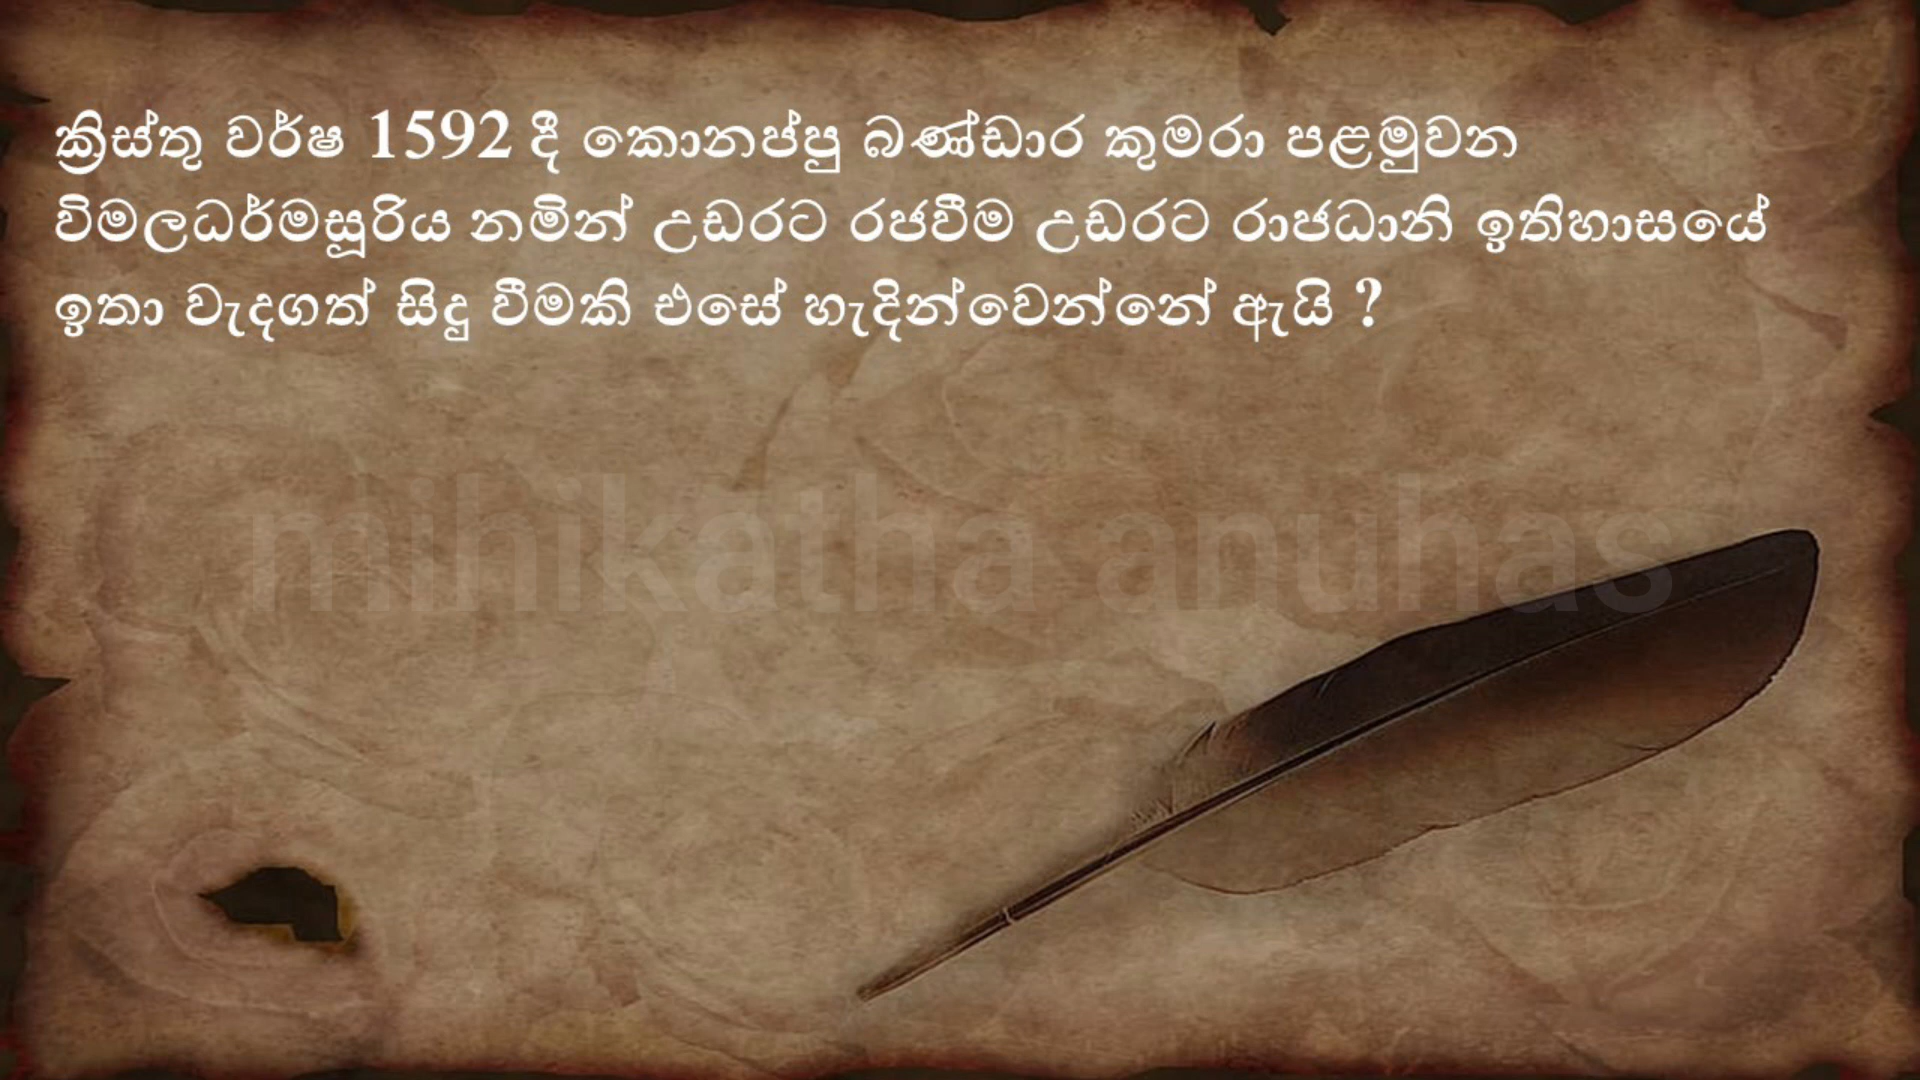 ක්‍රිස්තු වර්ෂ 1592 දී කොනප්පු බණ්ඩාර කුමරා පළමුවන
විමලධර්මසූරිය නමින් උඩරට රජවීම උඩරට රාජධානි ඉතිහාසයේ
ඉතා වැදගත් සිදු වීමකි එසේ හැදින්වෙන්නේ ඇයි ?
mihikatha anuhas